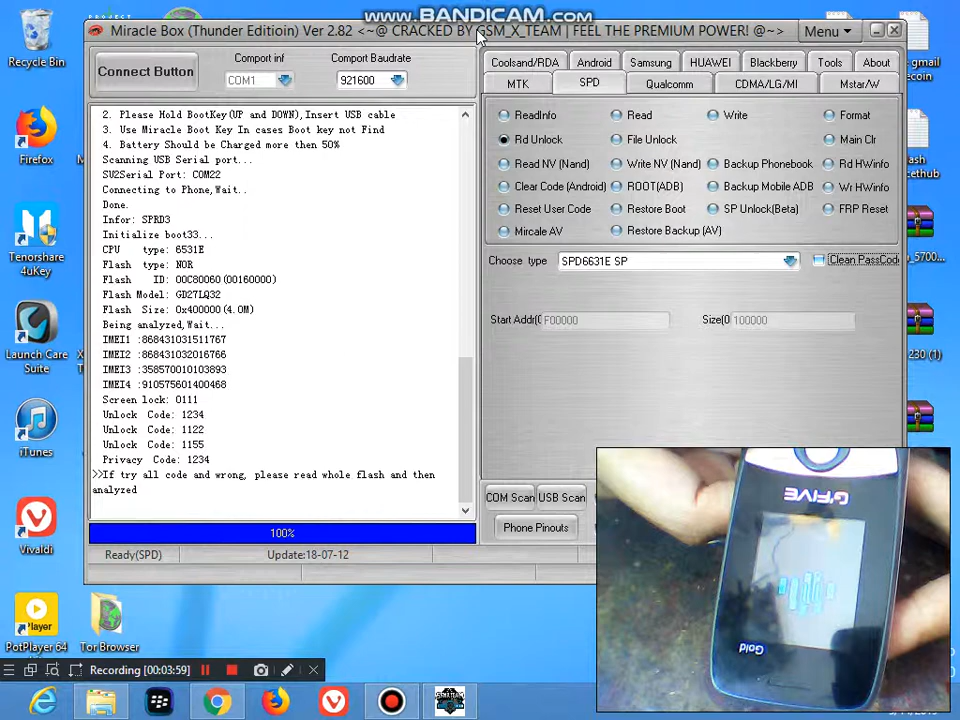 WWW.BANDICAM.COM
Miracle Box (Thunder Editioin) Ver 2.82 <~@ CRACKED BY GSM_X_TEAM | FEEL THE PREMIUM POWER! @~>
Menu
Connect Button
Comport inf
COM1
Comport Baudrate
921600
Coolsand/RDA
Android
Samsung
HUAWEI
Blackberry
Tools
About
MTK
SPD
Qualcomm
CDMA/LG/MI
Mstar/W
2. Please Hold BootKey(UP and DOWN),Insert USB cable
3. Use Miracle Boot Key In cases Boot key not Find
4. Battery Should be Charged more then 50%
Scanning USB Serial port...
SU2Serial Port: COM22
Connecting to Phone,Wait..
Done.
Infor: SPRD3
Initialize boot33...
CPU type: 6531E
Flash type: NOR
Flash ID: 00C80060(00160000)
Flash Model: GD27LQ32
Flash Size: 0x400000(4.0M)
Being analyzed,Wait...
IMEI1 :868431031511767
IMEI2 :868431032016766
IMEI3 :358570010103893
IMEI4 :910575601400468
Screen lock: 0111
Unlock Code: 1234
Unlock Code: 1122
Unlock Code: 1155
Privacy Code: 1234
>>If try all code and wrong, please read whole flash and then
analyzed
100%
Ready(SPD)
Update:18-07-12
ReadInfo
Read
Write
Format
Rd Unlock
File Unlock
Main Clr
Read NV (Nand)
Write NV (Nand)
Backup Phonebook
Rd HWinfo
Clear Code (Android)
ROOT(ADB)
Backup Mobile ADB
Wr HWinfo
Reset User Code
Restore Boot
SP Unlock(Beta)
FRP Reset
Mircale AV
Restore Backup (AV)
Choose type
SPD6631E SP
Clean PassCod
Start Addr(0
F00000
Size(0
100000
COM Scan
USB Scan
Phone Pinouts
G'FIVE
Gold
Recycle Bin
Firefox
Tenorshare
4uKey
Launch Care
Suite
iTunes
Vivaldi
PotPlayer 64
Tor Browser
gmail
_5700...
230 (1)
Recording [00:03:59]